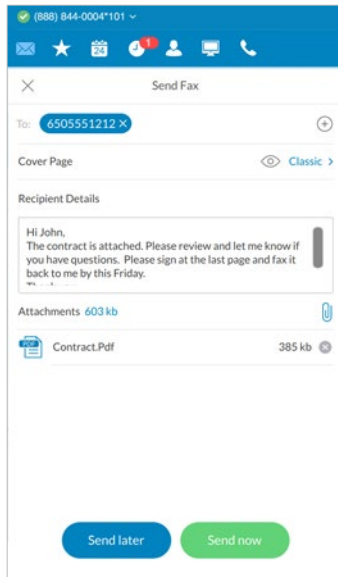 (888) 844-0004*101
24
1
Send Fax
To: 6505551212 ×
Cover Page Classic >
Recipient Details
Hi John,
The contract is attached. Please review and let me know if
you have questions. Please sign at the last page and fax it
back to me by this Friday.
Attachments 603 kb
PDF
Contract.Pdf 385 kb
Send later Send now